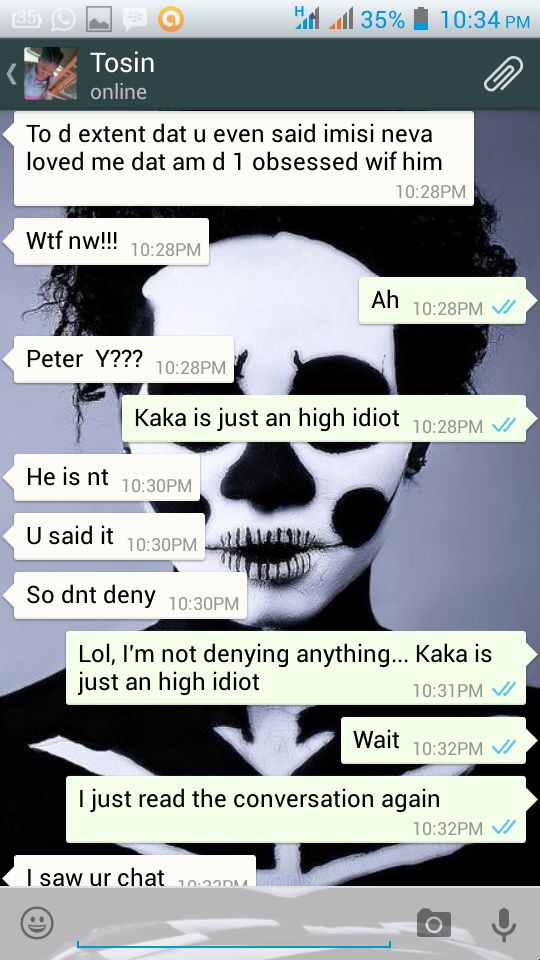 35
H
35%
10:34 PM
Tosin
online
To d extent dat u even said imisi neva
loved me dat am d 1 obsessed wif him
10:28PM
Wtf nw!!! 10:28PM
Ah 10:28PM
Peter Y??? 10:28PM
Kaka is just an high idiot 10:28PM
He is nt 10:30PM
U said it 10:30PM
So dnt deny 10:30PM
Lol, I'm not denying anything... Kaka is
just an high idiot 10:31PM
Wait 10:32PM
I just read the conversation again
10:32PM
I saw ur chat 10:32PM